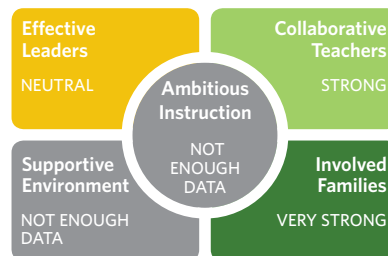 Effective
Leaders
NEUTRAL
Collaborative
Teachers
STRONG
Ambitious
Instruction
NOT
ENOUGH
DATA
Supportive
Environment
NOT ENOUGH
DATA
Involved
Families
VERY STRONG